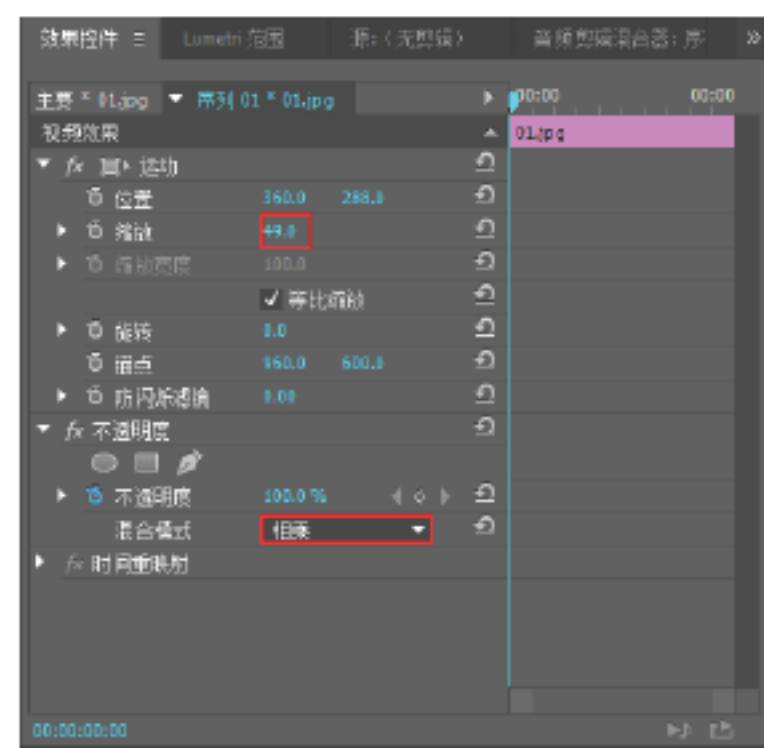 效果控件 ≡ Lumetri 范围 源:(无剪辑) 音频剪辑混合器: 序 »
主要 * 01.jpg 序列 01 * 01.jpg 00:00 00:00
视频效果 01.jpg
fx 运动
位置 360.0 288.0
缩放 49.0
缩放宽度 100.0
✓ 等比缩放
旋转 0.0
锚点 960.0 600.0
防闪烁滤镜 0.00
fx 不透明度
不透明度 100.0 %
混合模式 相乘
fx 时间重映射
00:00:00:00